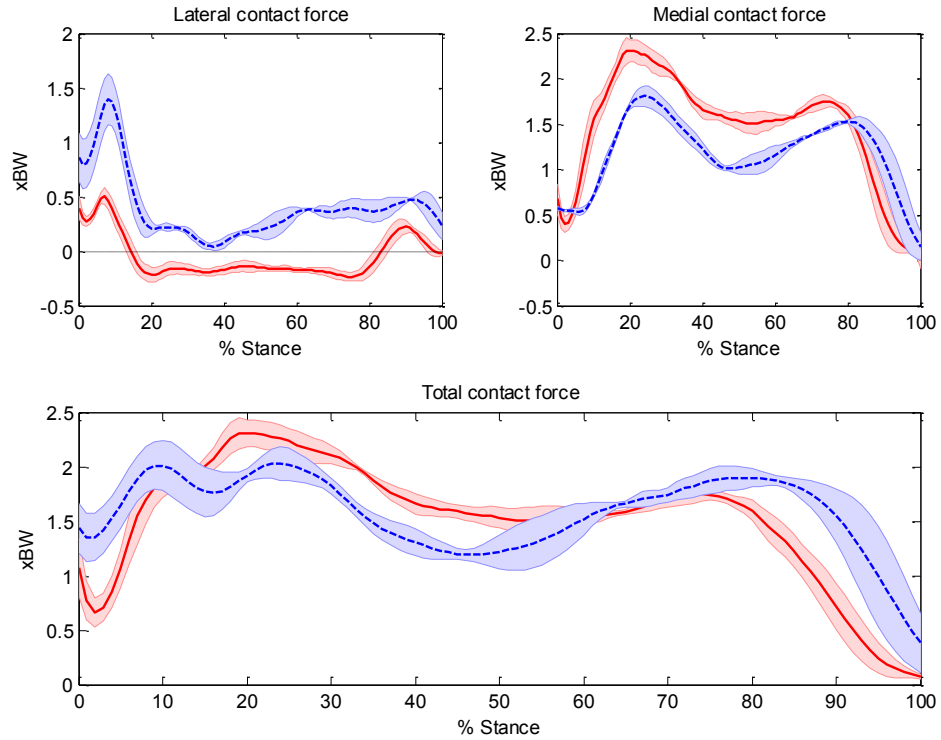 Lateral contact force
2
1.5
1
0.5
0
-0.5
xBW
0 20 40 60 80 100
% Stance
Medial contact force
2.5
2
1.5
1
0.5
0
-0.5
xBW
0 20 40 60 80 100
% Stance
Total contact force
2.5
2
1.5
1
0.5
0
xBW
0 10 20 30 40 50 60 70 80 90 100
% Stance